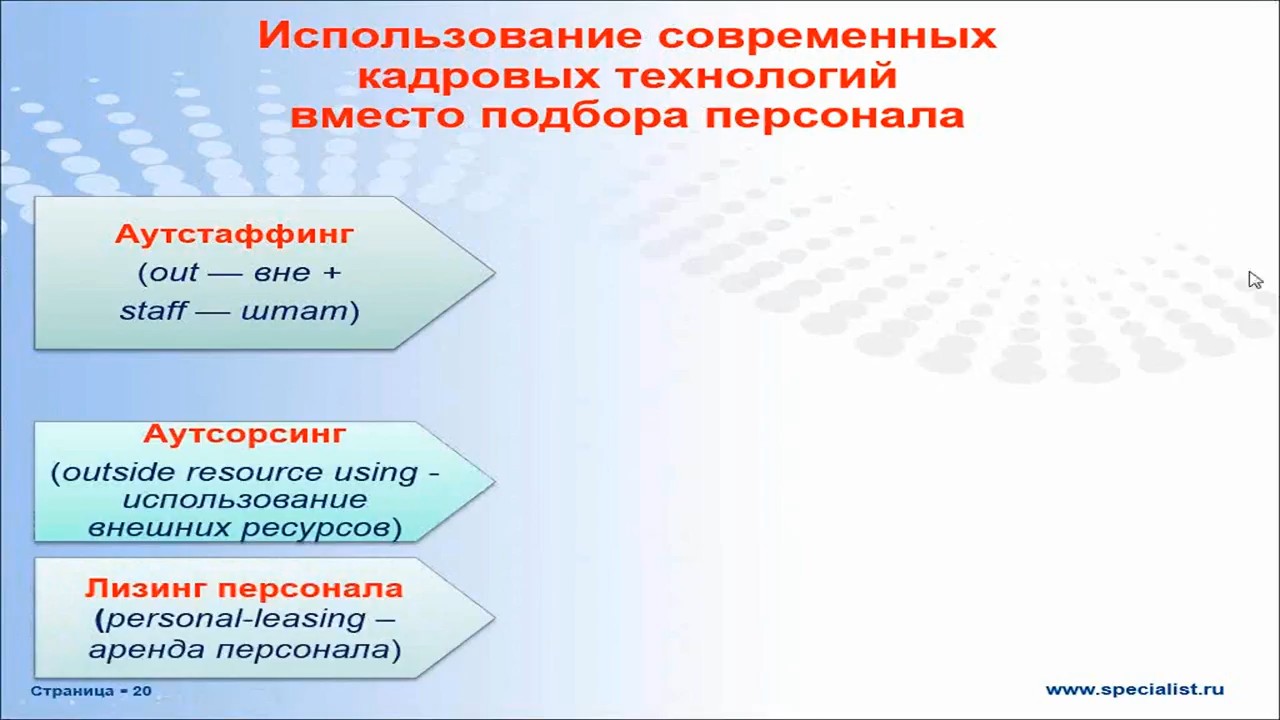 Использование современных
кадровых технологий
вместо подбора персонала
Аутстаффинг
(out — вне +
staff — штат)
Аутсорсинг
(outside resource using -
использование
внешних ресурсов)
Лизинг персонала
(personal-leasing –
аренда персонала)
Страница ▪ 20
www.specialist.ru